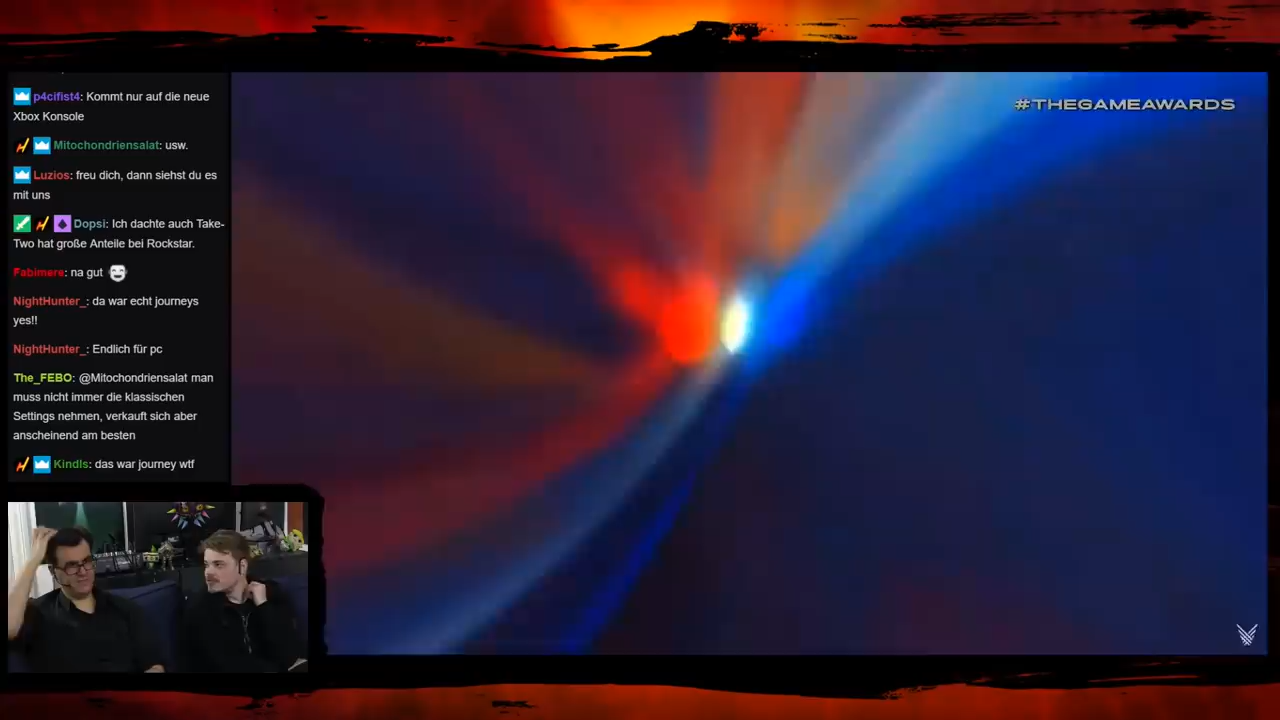 #THEGAMEAWARDS
p4cifist4: Kommt nur auf die neue
Xbox Konsole
Mitochondriensalat: usw.
Luzios: freu dich, dann siehst du es
mit uns
Dopsi: Ich dachte auch Take-
Two hat große Anteile bei Rockstar.
Fabimere: na gut
NightHunter_: da war echt journeys
yes!!
NightHunter_: Endlich für pc
The_FEBO: @Mitochondriensalat man
muss nicht immer die klassischen
Settings nehmen, verkauft sich aber
anscheinend am besten
Kindls: das war journey wtf